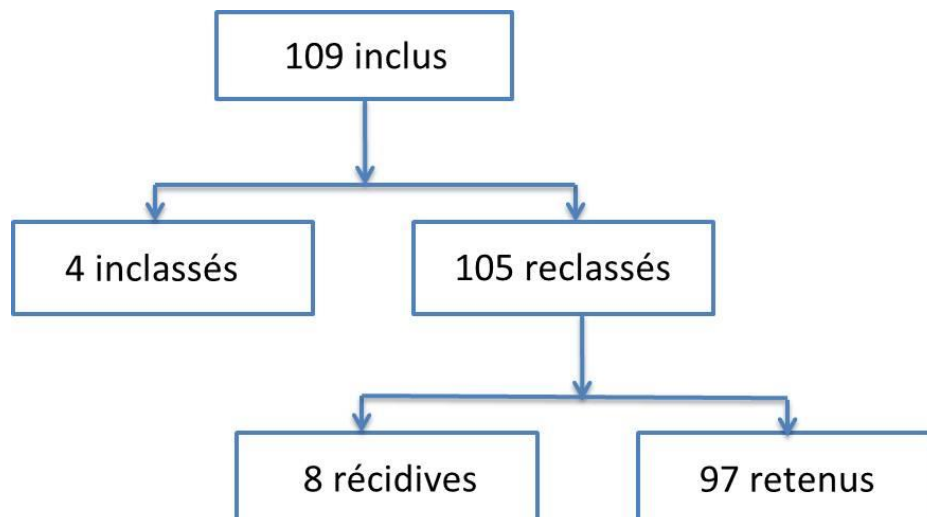 109 inclus
4 inclassés
105 reclassés
8 récidives
97 retenus